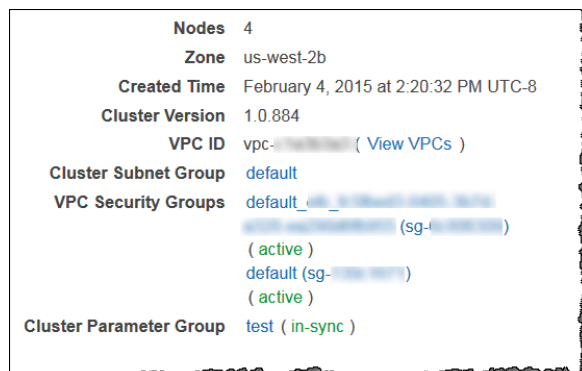 Nodes 4
Zone us-west-2b
Created Time February 4, 2015 at 2:20:32 PM UTC-8
Cluster Version 1.0.884
VPC ID vpc- ( View VPCs )
Cluster Subnet Group default
VPC Security Groups default_
(sg- )
( active )
default (sg- )
( active )
Cluster Parameter Group test ( in-sync )